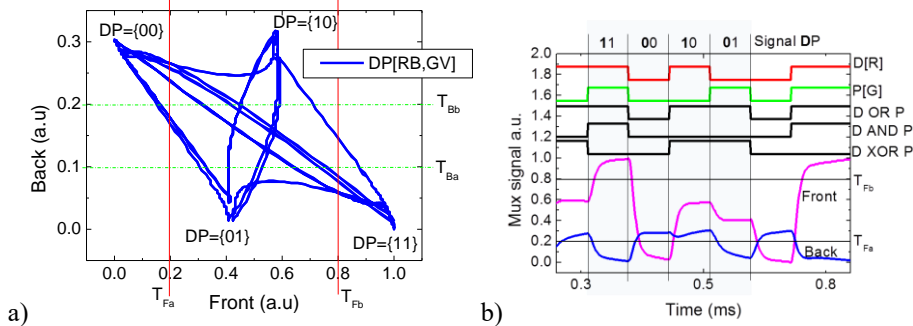 DP={00}
DP={10}
DP[RB,GV]
T_Bb
T_Ba
DP={01}
DP={11}
0.3
0.2
0.1
0.0
Back (a.u)
0.0 0.2 0.4 0.6 0.8 1.0
T_Fa
Front (a.u)
T_Fb
a)
11 00 10 01 Signal DP
2.0
1.8
1.6
1.4
1.2
1.0
0.8
0.6
0.4
0.2
0.0
Mux signal a.u.
D[R]
P[G]
D OR P
D AND P
D XOR P
T_Fb
Front
T_Fa
Back
0.3 0.5 0.8
Time (ms)
b)